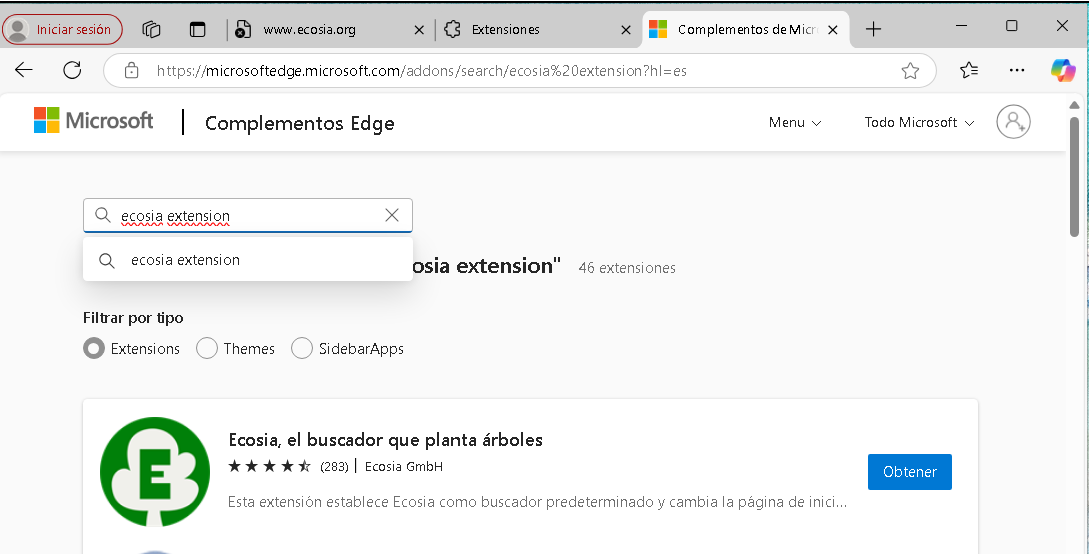 Iniciar sesión
www.ecosia.org
Extensiones
Complementos de Micr
https://microsoftedge.microsoft.com/addons/search/ecosia%20extension?hl=es
Microsoft
Complementos Edge
Menu
Todo Microsoft
ecosia extension
ecosia extension
osia extension"
46 extensiones
Filtrar por tipo
Extensions
Themes
SidebarApps
E
Ecosia, el buscador que planta árboles
(283) | Ecosia GmbH
Obtener
Esta extensión establece Ecosia como buscador predeterminado y cambia la página de inici...